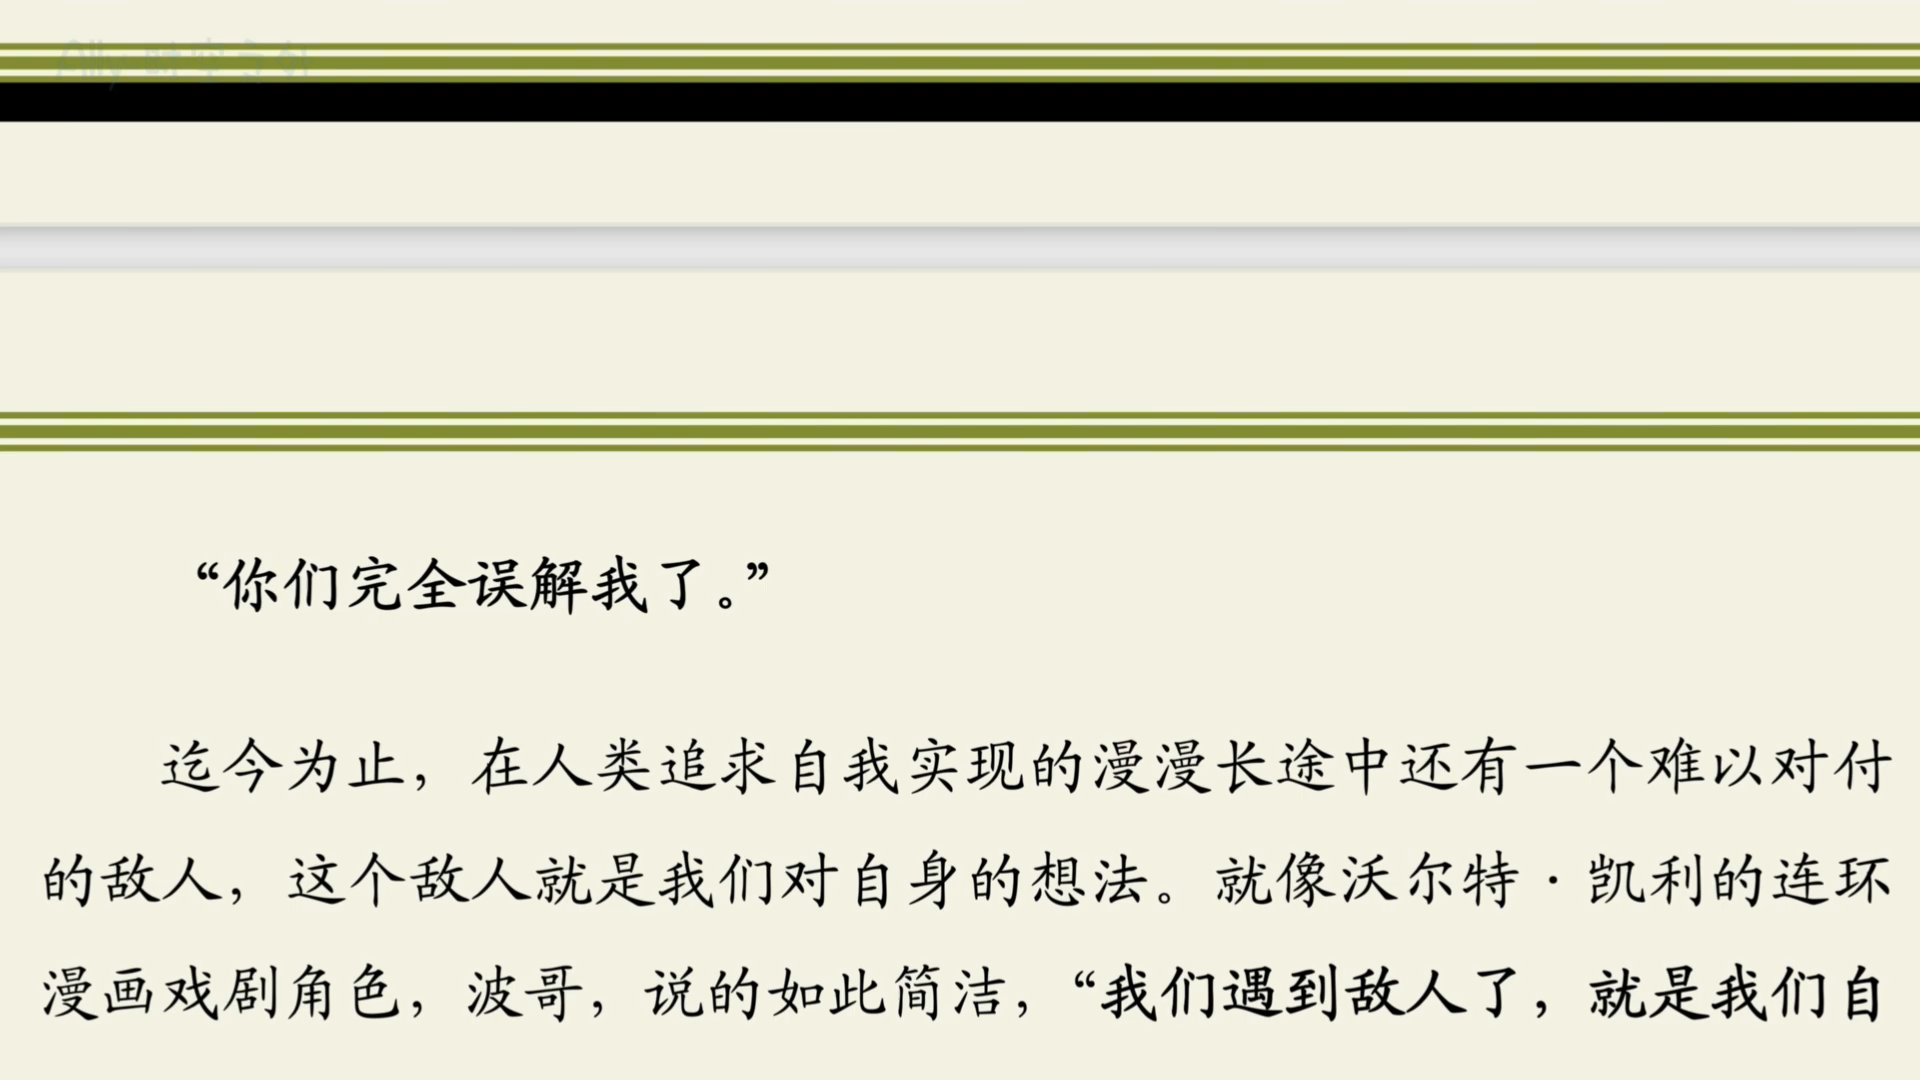 “你们完全误解我了。”
迄今为止，在人类追求自我实现的漫漫长途中还有一个难以对付
的敌人，这个敌人就是我们对自身的想法。就像沃尔特·凯利的连环
漫画戏剧角色，波哥，说的如此简洁，“我们遇到敌人了，就是我们自